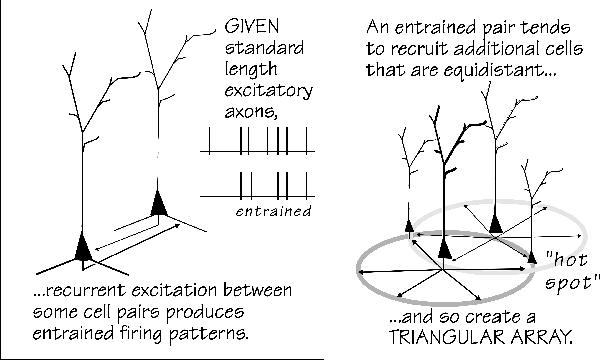 GIVEN
standard
length
excitatory
axons,
entrained
...recurrent excitation between
some cell pairs produces
entrained firing patterns.
An entrained pair tends
to recruit additional cells
that are equidistant...
"hot
spot"
...and so create a
TRIANGULAR ARRAY.